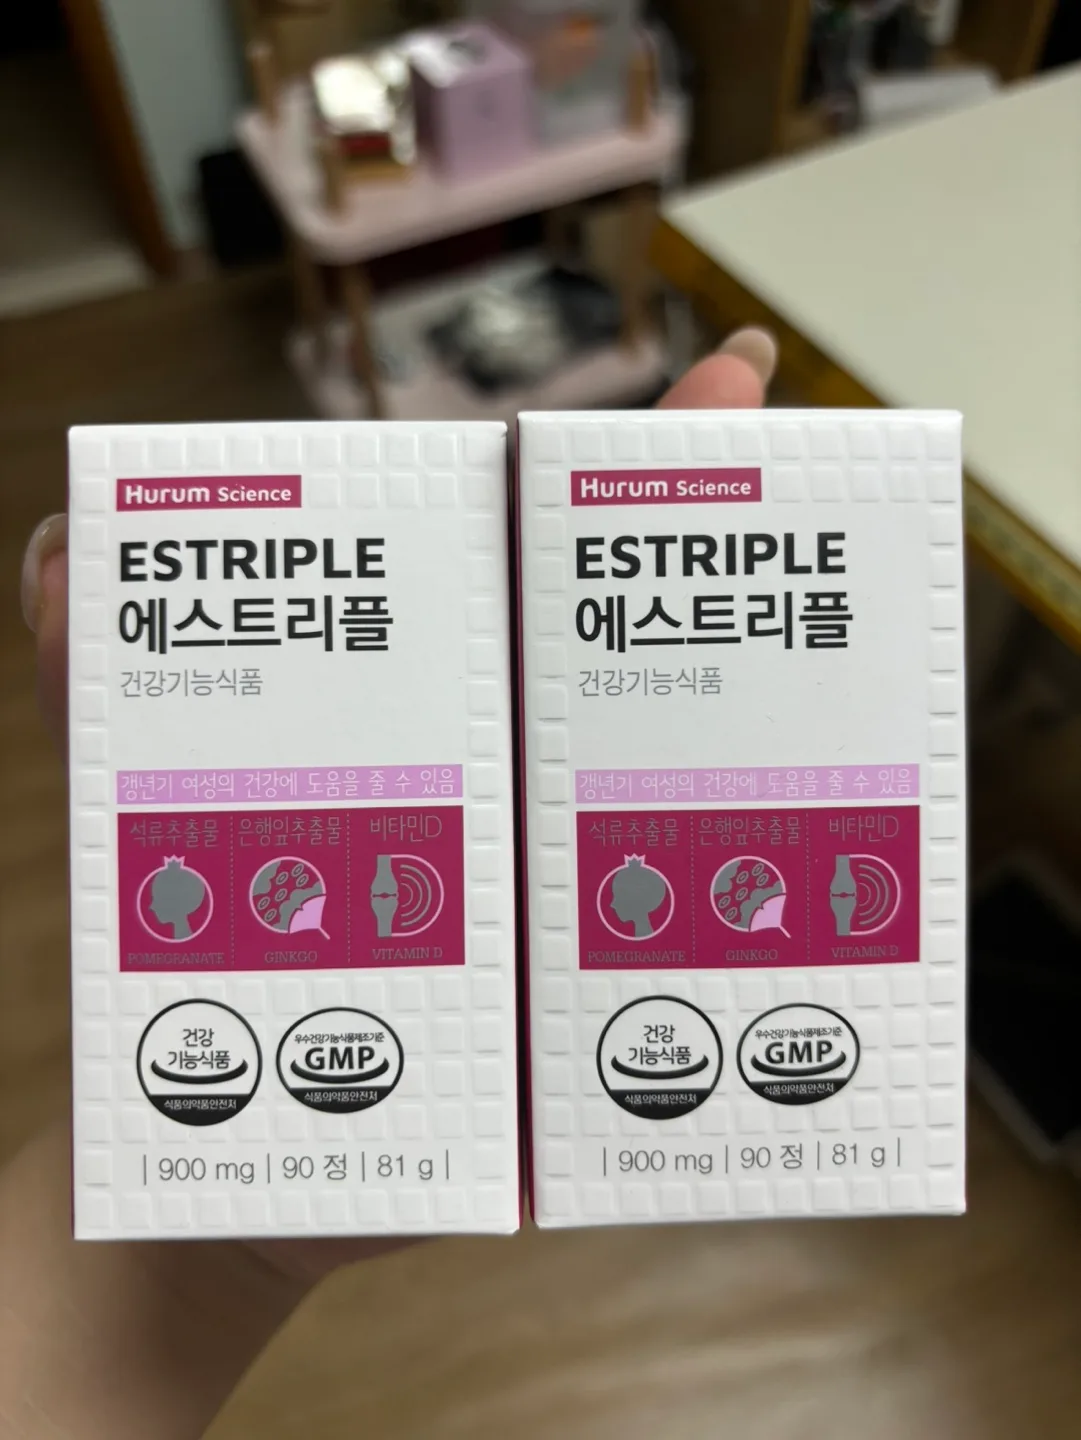 Hurum Science
ESTRIPLE
에스트리플
건강기능식품
갱년기 여성의 건강에 도움을 줄 수 있음
석류추출물 은행잎추출물 비타민D
POMEGRANATE GINKGO VITAMIN D
건강
기능식품
식품의약품안전처
우수건강기능식품제조기준
GMP
식품의약품안전처
| 900 mg | 90 정 | 81 g |
Hurum Science
ESTRIPLE
에스트리플
건강기능식품
갱년기 여성의 건강에 도움을 줄 수 있음
석류추출물 은행잎추출물 비타민D
POMEGRANATE GINKGO VITAMIN D
건강
기능식품
식품의약품안전처
우수건강기능식품제조기준
GMP
식품의약품안전처
| 900 mg | 90 정 | 81 g |